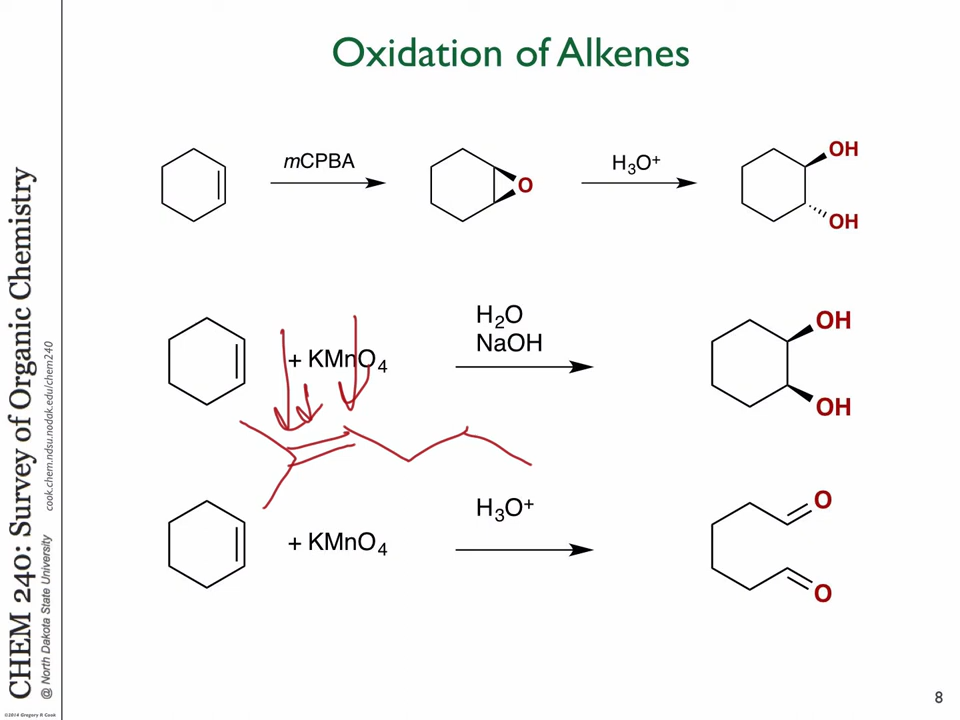 Oxidation of Alkenes
mCPBA
O
H₃O⁺
OH
OH
+ KMnO₄
H₂O
NaOH
OH
OH
+ KMnO₄
H₃O⁺
O
O
CHEM 240: Survey of Organic Chemistry
@ North Dakota State University
cook.chem.ndsu.nodak.edu/chem240
©2014 Gregory R Cook
8